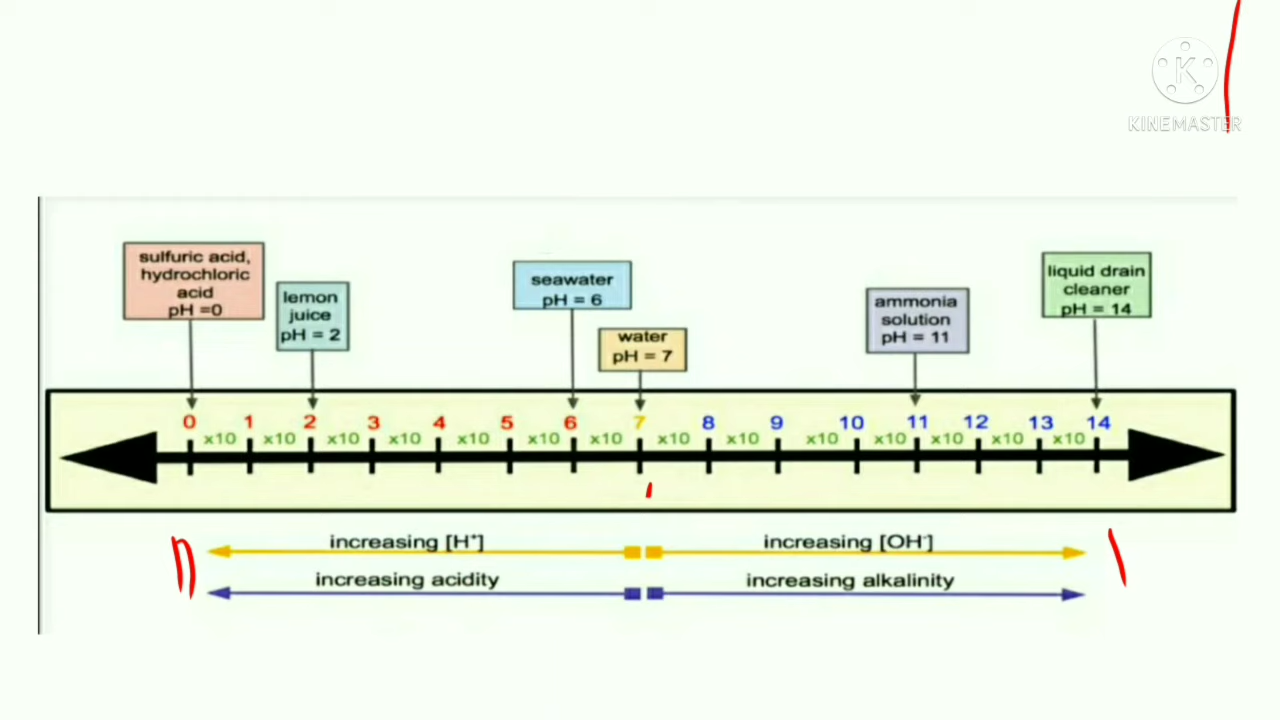 K
KINEMASTER
sulfuric acid,
hydrochloric
acid
pH =0
lemon
juice
pH = 2
seawater
pH = 6
water
pH = 7
ammonia
solution
pH = 11
liquid drain
cleaner
pH = 14
0 1 2 3 4 5 6 7 8 9 10 11 12 13 14
x10 x10 x10 x10 x10 x10 x10 x10 x10 x10 x10 x10 x10 x10
increasing [H⁺] increasing [OH⁻]
increasing acidity increasing alkalinity